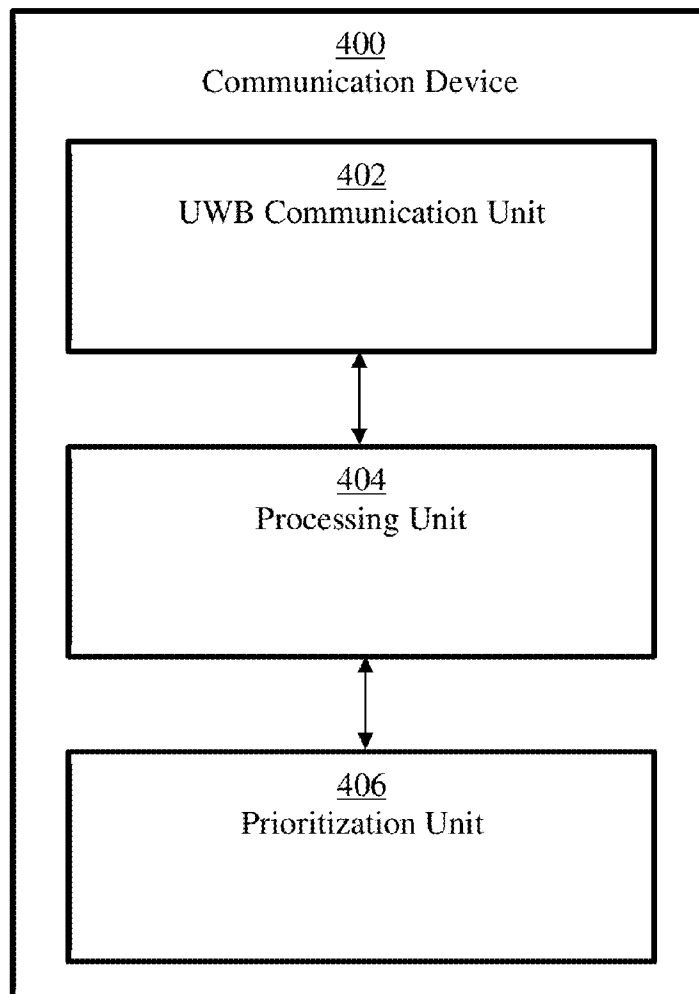 400
Communication Device
402
UWB Communication Unit
404
Processing Unit
406
Prioritization Unit